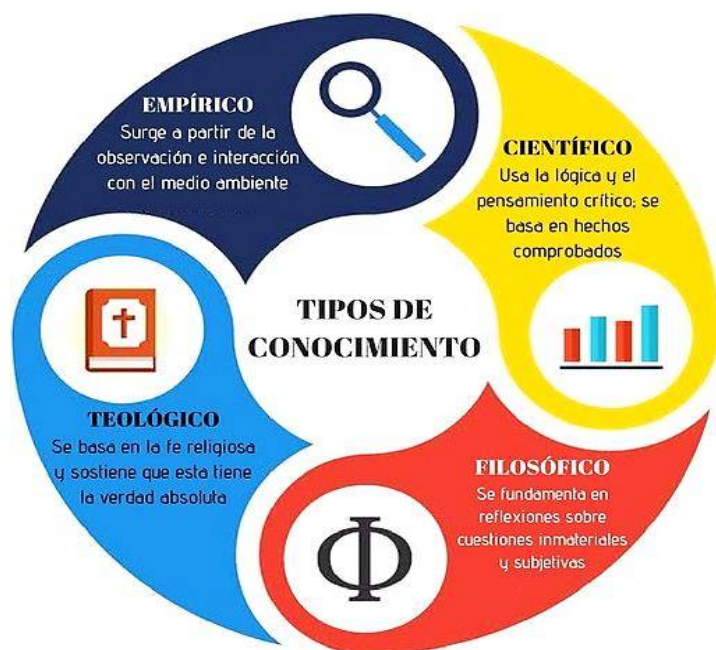 EMPÍRICO
Surge a partir de la
observación e interacción
con el medio ambiente
CIENTÍFICO
Usa la lógica y el
pensamiento crítico; se
basa en hechos
comprobados
TIPOS DE
CONOCIMIENTO
TEOLÓGICO
Se basa en la fe religiosa
y sostiene que esta tiene
la verdad absoluta
FILOSÓFICO
Se fundamenta en
reflexiones sobre
cuestiones inmateriales
y subjetivas
Φ